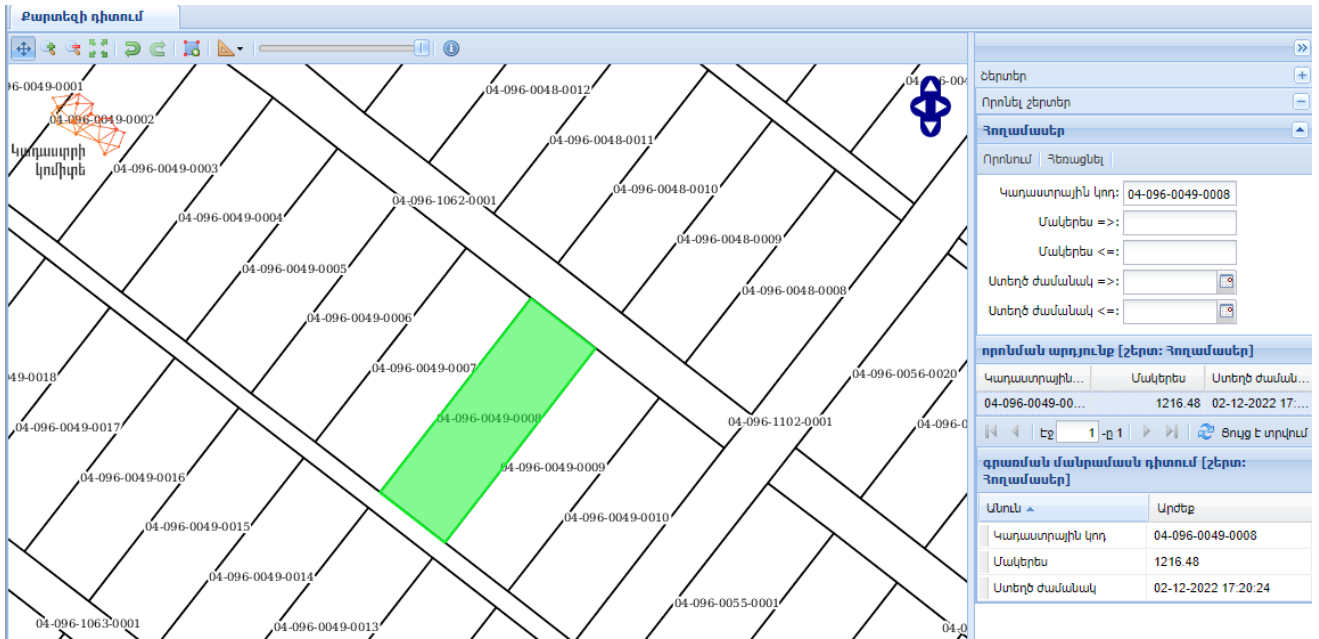 Քարտեզի դիտում
04-096-0048-0012
04-096-0049-0002
04-096-0048-0011
Կադաստրի
կոմիտե
04-096-0049-0003
04-096-0048-0010
04-096-1062-0001
04-096-0049-0004
04-096-0048-0009
04-096-0049-0005
04-096-0048-0008
04-096-0049-0006
04-096-0049-0007
04-096-0056-0020
49-0018
04-096-0049-0008
04-096-1102-0001
04-096-0
04-096-0049-0017
04-096-0049-0009
04-096-0049-0016
04-096-0049-0010
04-096-0049-0015
04-096-0049-0014
04-096-0055-0001
04-096-1063-0001
04-096-0049-0013
04-0
Շերտեր
Որոնել շերտեր
Հողամասեր
Որոնում Հեռացնել
Կադաստրային կոդ: 04-096-0049-0008
Մակերես =>:
Մակերես <=:
Ստեղծ ժամանակ =>:
Ստեղծ ժամանակ <=:
որոնման արդյունք [շերտ: Հողամասեր]
Կադաստրային... Մակերես Ստեղծ ժաման...
04-096-0049-00... 1216.48 02-12-2022 17:...
Էջ 1 -ը 1 Ցույց է տրվում
գրառման մանրամասն դիտում [շերտ:
Հողամասեր]
Անուն Արժեք
Կադաստրային կոդ 04-096-0049-0008
Մակերես 1216.48
Ստեղծ ժամանակ 02-12-2022 17:20:24